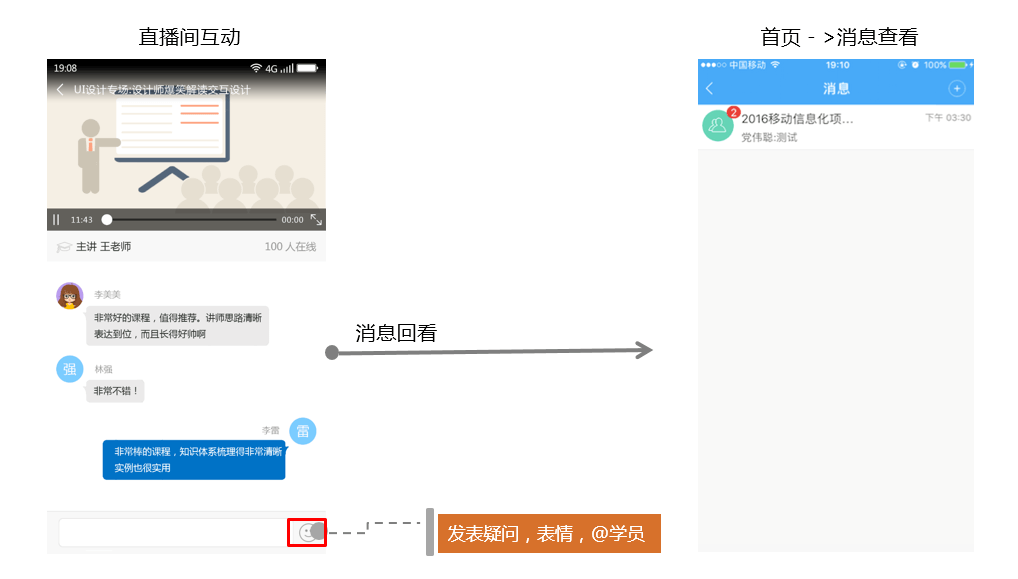 直播间互动
首页 - >消息查看
19:08
4G
UI设计专场:设计师爆笑解读交互设计
11:43
00:00
主讲 王老师
100 人在线
李美美
非常好的课程，值得推荐。讲师思路清晰
表达到位，而且长得好帅啊
强
林强
非常不错！
李雷
雷
非常棒的课程，知识体系梳理得非常清晰
实例也很实用
消息回看
发表疑问，表情，@学员
中国移动
19:10
100%
消息
2
2016移动信息化项...
下午 03:30
党伟聪:测试